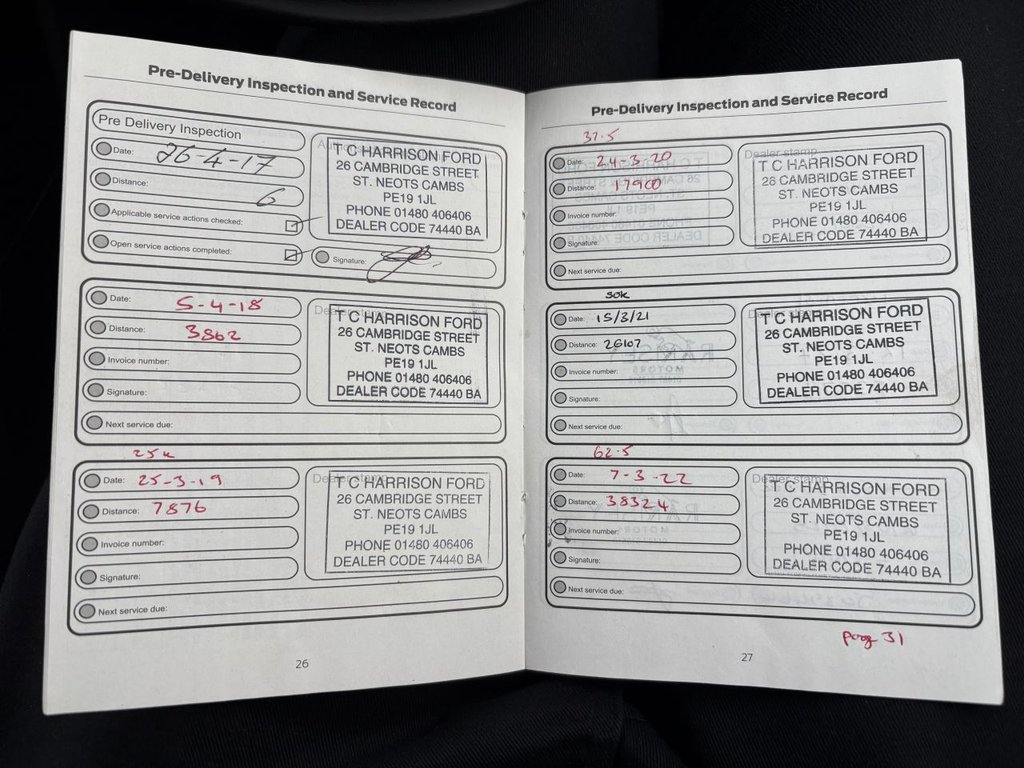 Pre-Delivery Inspection and Service Record
Pre Delivery Inspection
Date: 26-4-17
Distance: 6
Applicable service actions checked:
Open service actions completed:
Signature:
T C HARRISON FORD
26 CAMBRIDGE STREET
ST. NEOTS CAMBS
PE19 1JL
PHONE 01480 406406
DEALER CODE 74440 BA
Date: 5-4-18
Distance: 3862
Invoice number:
Signature:
Next service due:
T C HARRISON FORD
26 CAMBRIDGE STREET
ST. NEOTS CAMBS
PE19 1JL
PHONE 01480 406406
DEALER CODE 74440 BA
25k
Date: 25-3-19
Distance: 7876
Invoice number:
Signature:
Next service due:
Dealer stamp
T C HARRISON FORD
26 CAMBRIDGE STREET
ST. NEOTS CAMBS
PE19 1JL
PHONE 01480 406406
DEALER CODE 74440 BA
26
Pre-Delivery Inspection and Service Record
37.5
Date: 24-3-20
Distance: 17900
Invoice number:
Signature:
Next service due:
Dealer stamp
T C HARRISON FORD
26 CAMBRIDGE STREET
ST. NEOTS CAMBS
PE19 1JL
PHONE 01480 406406
DEALER CODE 74440 BA
50k
Date: 15/3/21
Distance: 26107
Invoice number:
Signature:
Next service due:
T C HARRISON FORD
26 CAMBRIDGE STREET
ST. NEOTS CAMBS
PE19 1JL
PHONE 01480 406406
DEALER CODE 74440 BA
62.5
Date: 7-3-22
Distance: 38324
Invoice number:
Signature:
Next service due:
Dealer stamp
T C HARRISON FORD
26 CAMBRIDGE STREET
ST. NEOTS CAMBS
PE19 1JL
PHONE 01480 406406
DEALER CODE 74440 BA
page 31
27